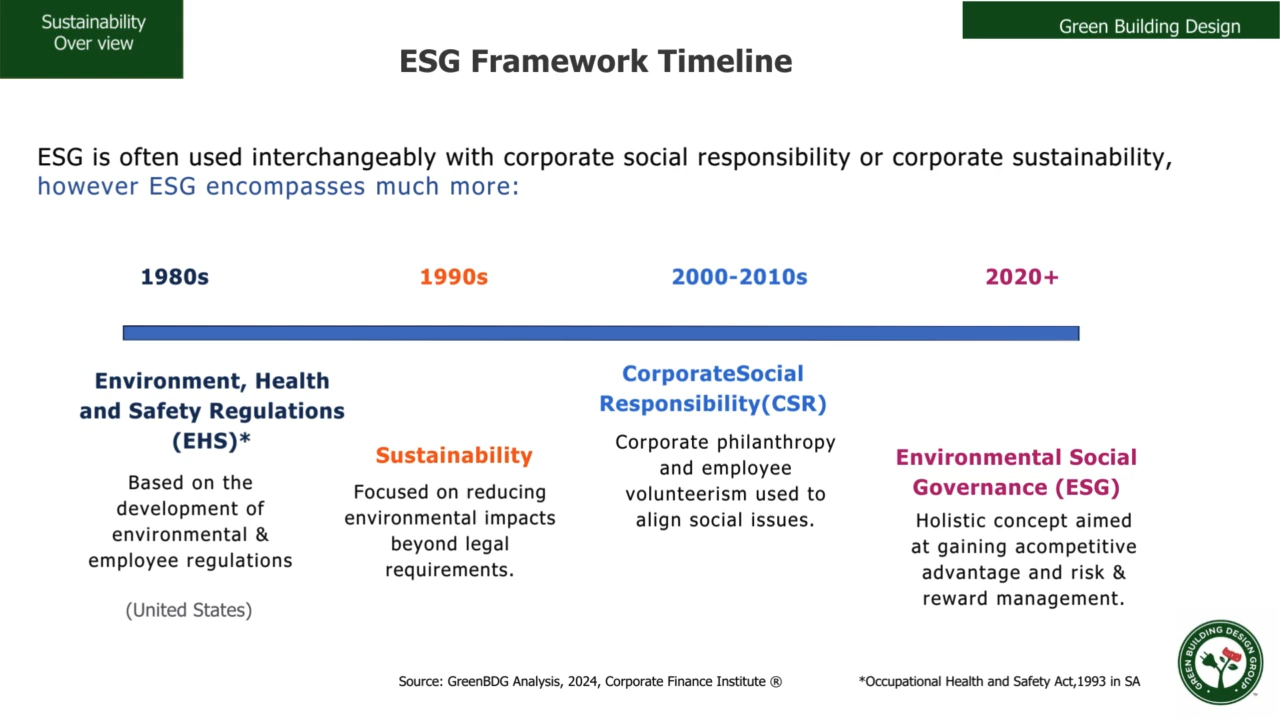 Sustainability
Over view
Green Building Design
ESG Framework Timeline
ESG is often used interchangeably with corporate social responsibility or corporate sustainability,
however ESG encompasses much more:
1980s
1990s
2000-2010s
2020+
Environment, Health
and Safety Regulations
(EHS)*
Based on the
development of
environmental &
employee regulations
(United States)
Sustainability
Focused on reducing
environmental impacts
beyond legal
requirements.
CorporateSocial
Responsibility(CSR)
Corporate philanthropy
and employee
volunteerism used to
align social issues.
Environmental Social
Governance (ESG)
Holistic concept aimed
at gaining acompetitive
advantage and risk &
reward management.
Source: GreenBDG Analysis, 2024, Corporate Finance Institute ®
*Occupational Health and Safety Act,1993 in SA
GREEN BUILDING DESIGN GROUP